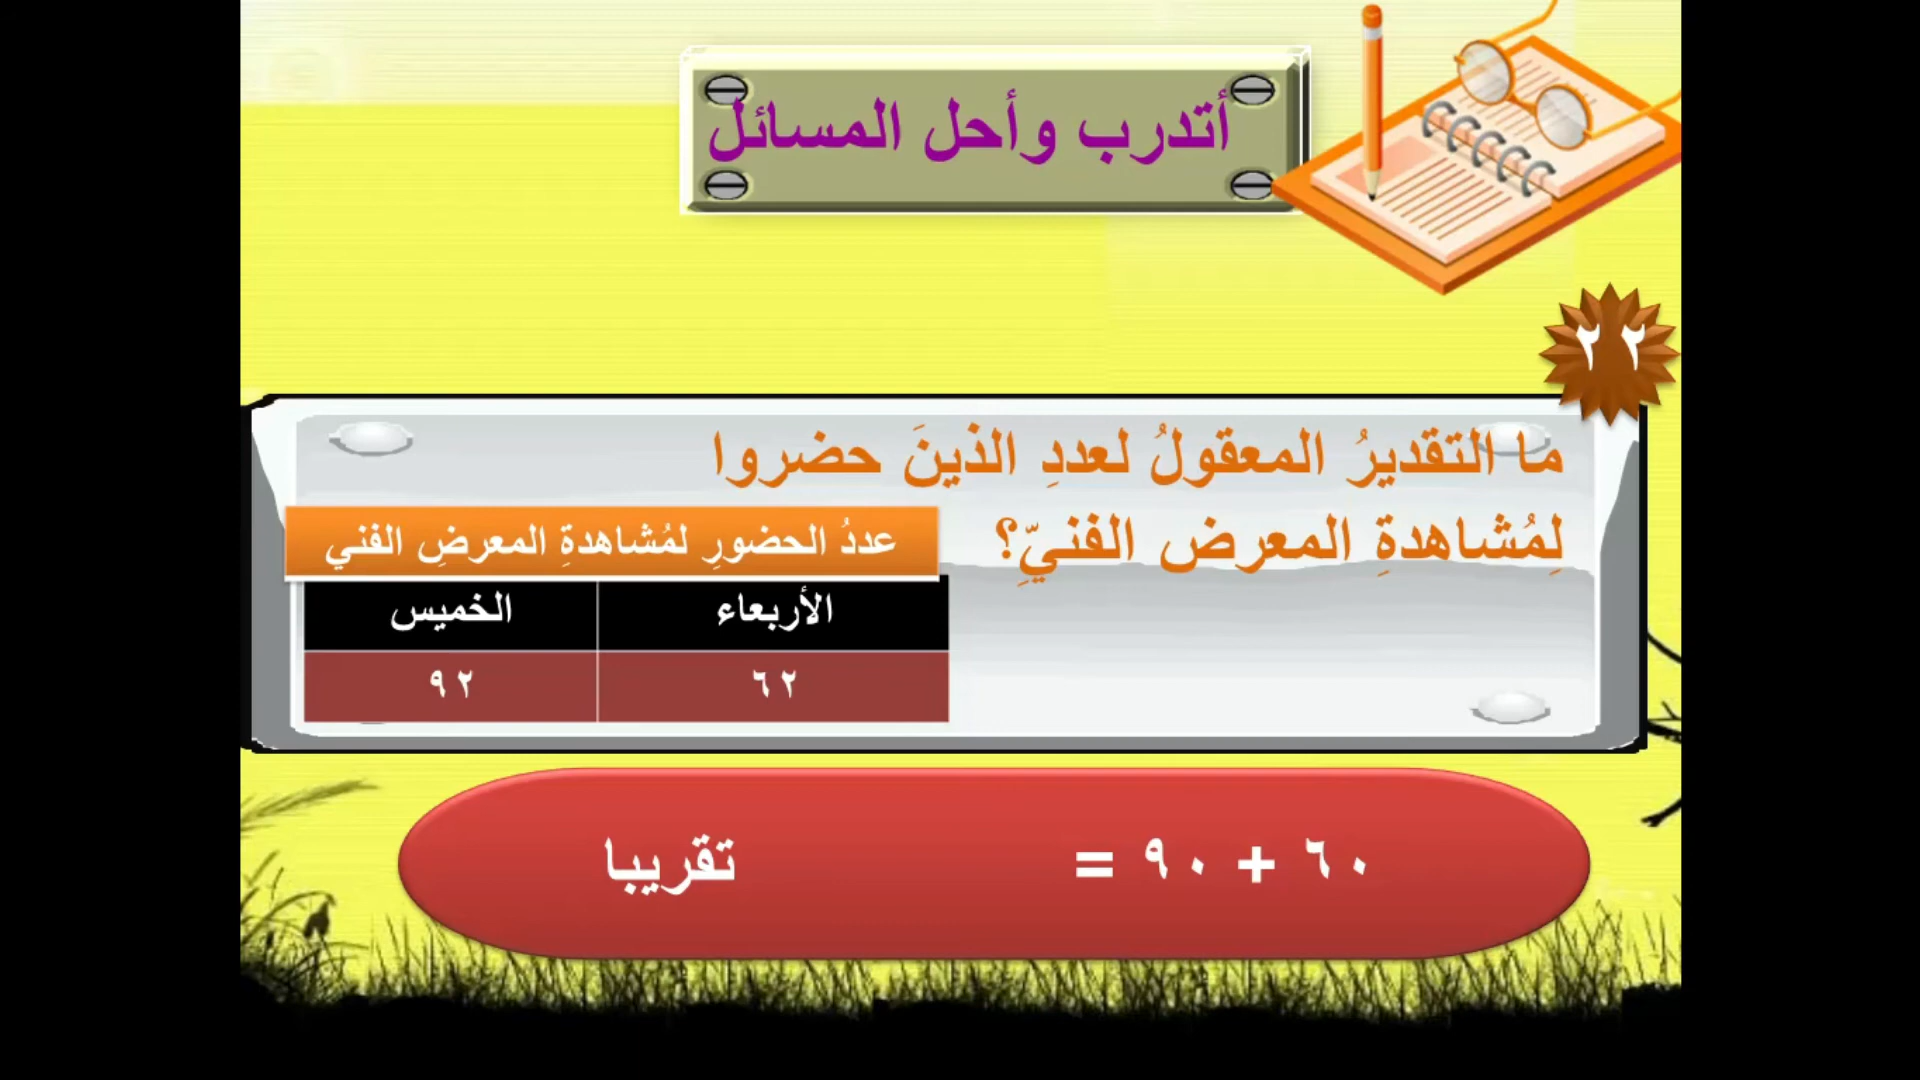 أتدرب وأحل المسائل
٢٢
ما التقديرُ المعقولُ لعددِ الذينَ حضروا
لِمُشاهدةِ المعرض الفنيّ؟ِ
عددُ الحضورِ لمُشاهدةِ المعرضِ الفني
الأربعاء الخميس
٦٢ ٩٢
٦٠ + ٩٠ = تقريبا